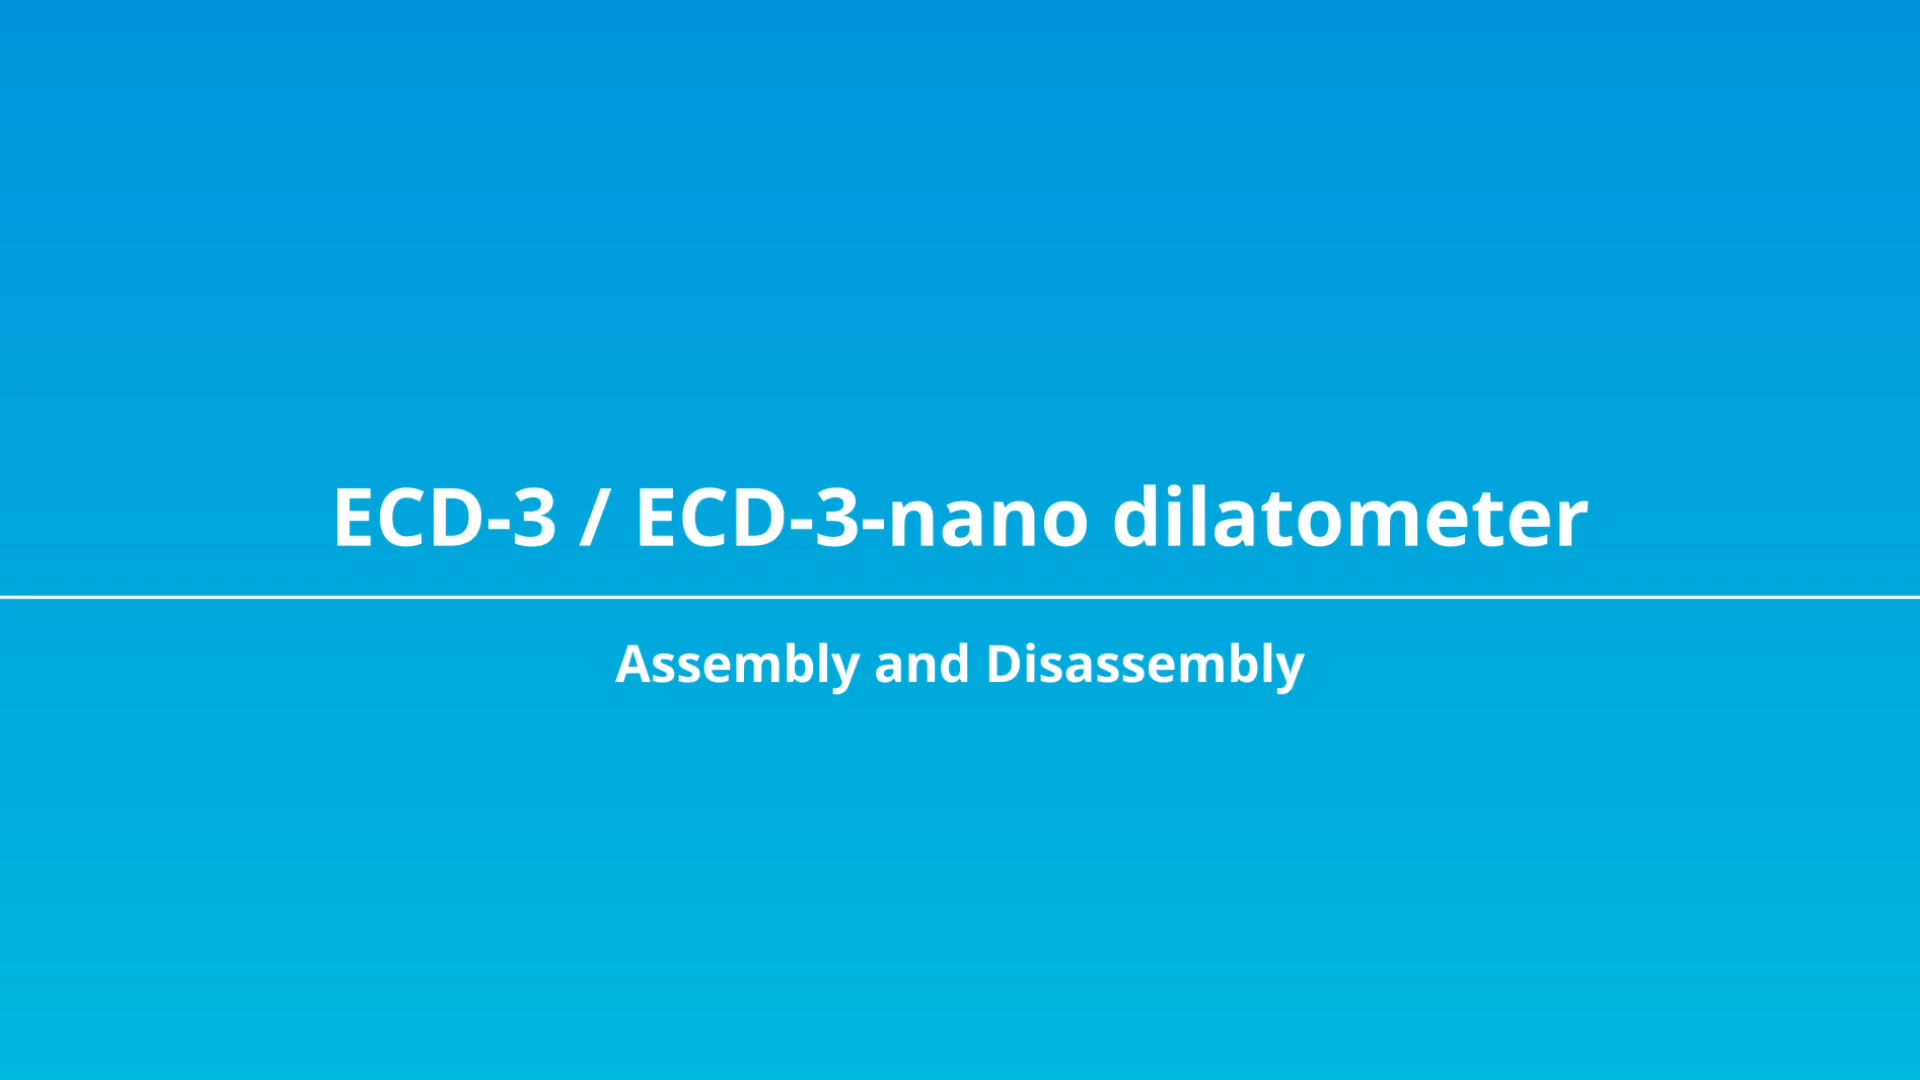 ECD-3 / ECD-3-nano dilatometer
Assembly and Disassembly